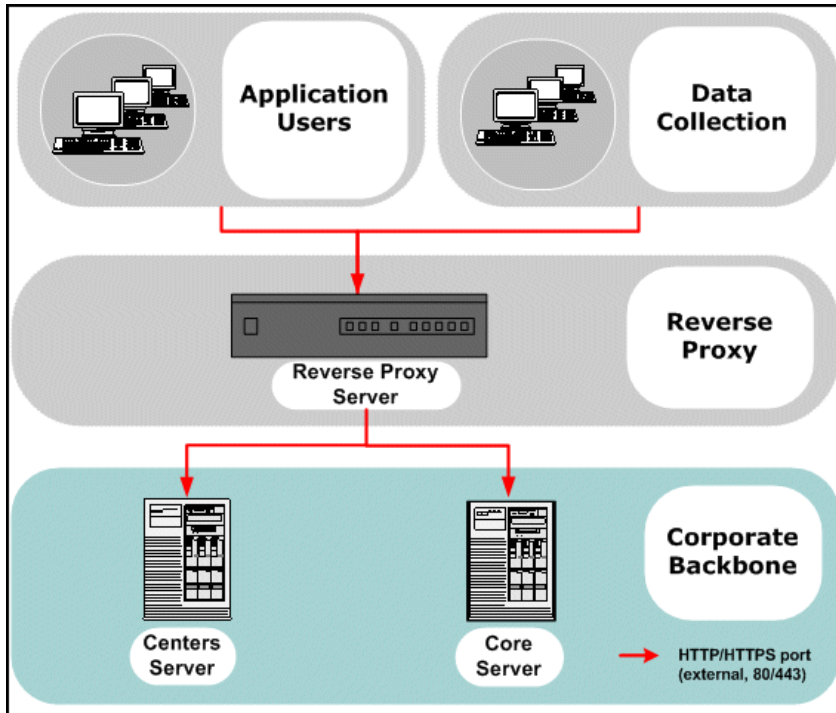 Application
Users
Data
Collection
Reverse
Proxy
Reverse Proxy
Server
Corporate
Backbone
Centers
Server
Core
Server
HTTP/HTTPS port
(external, 80/443)